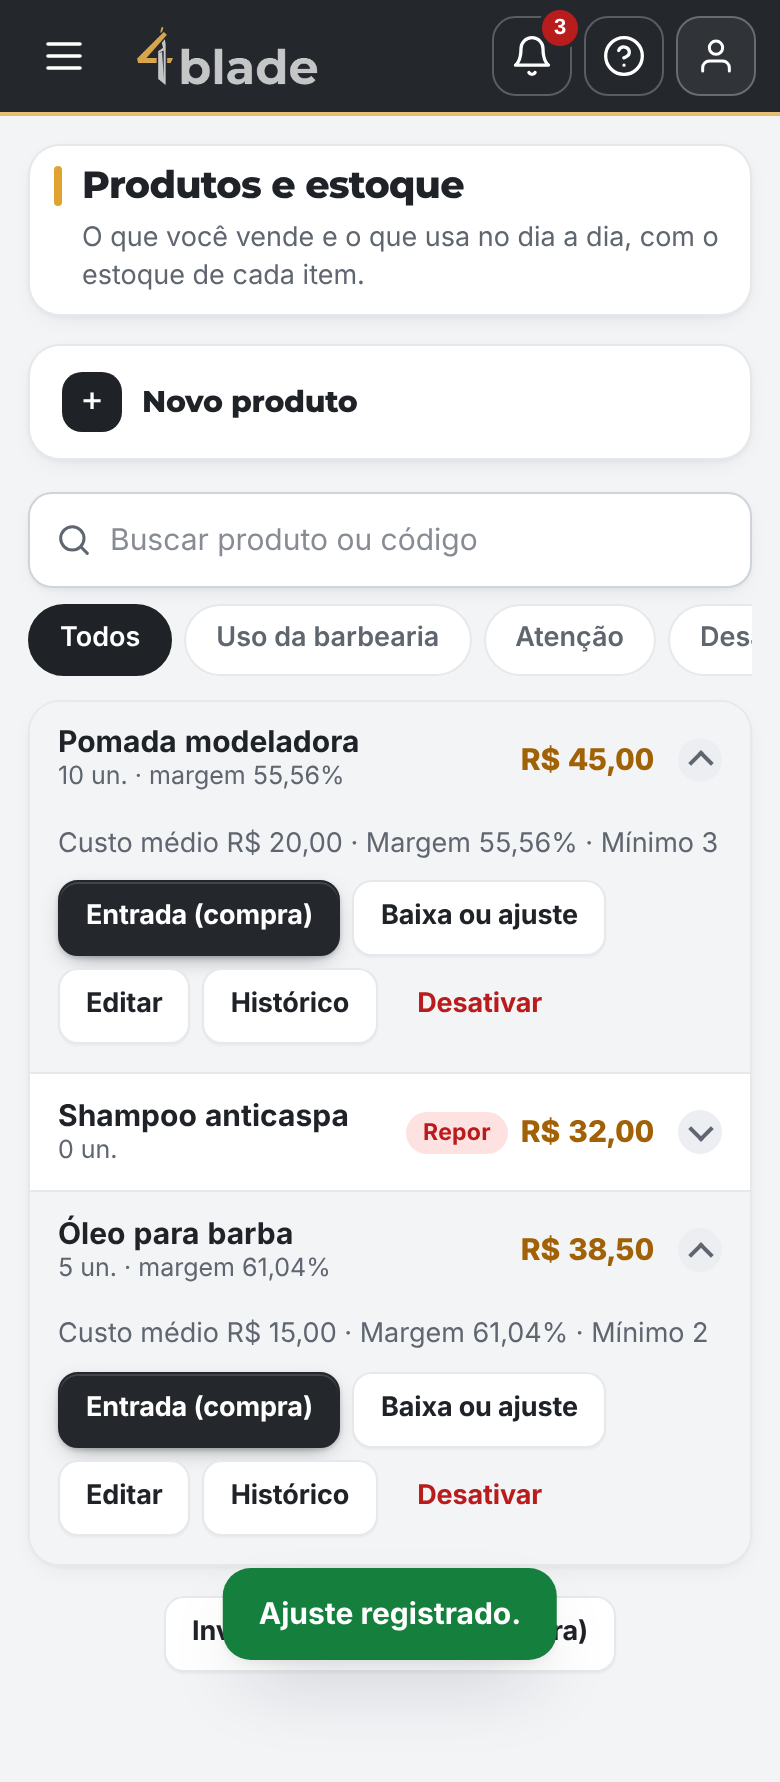 3
4blade
Produtos e estoque
O que você vende e o que usa no dia a dia, com o
estoque de cada item.
+ Novo produto
Buscar produto ou código
Todos Uso da barbearia Atenção
Pomada modeladora
10 un. · margem 55,56%
R$ 45,00
Custo médio R$ 20,00 · Margem 55,56% · Mínimo 3
Entrada (compra) Baixa ou ajuste
Editar Histórico Desativar
Shampoo anticaspa
0 un.
Repor R$ 32,00
Óleo para barba
5 un. · margem 61,04%
R$ 38,50
Custo médio R$ 15,00 · Margem 61,04% · Mínimo 2
Entrada (compra) Baixa ou ajuste
Editar Histórico Desativar
Ajuste registrado.